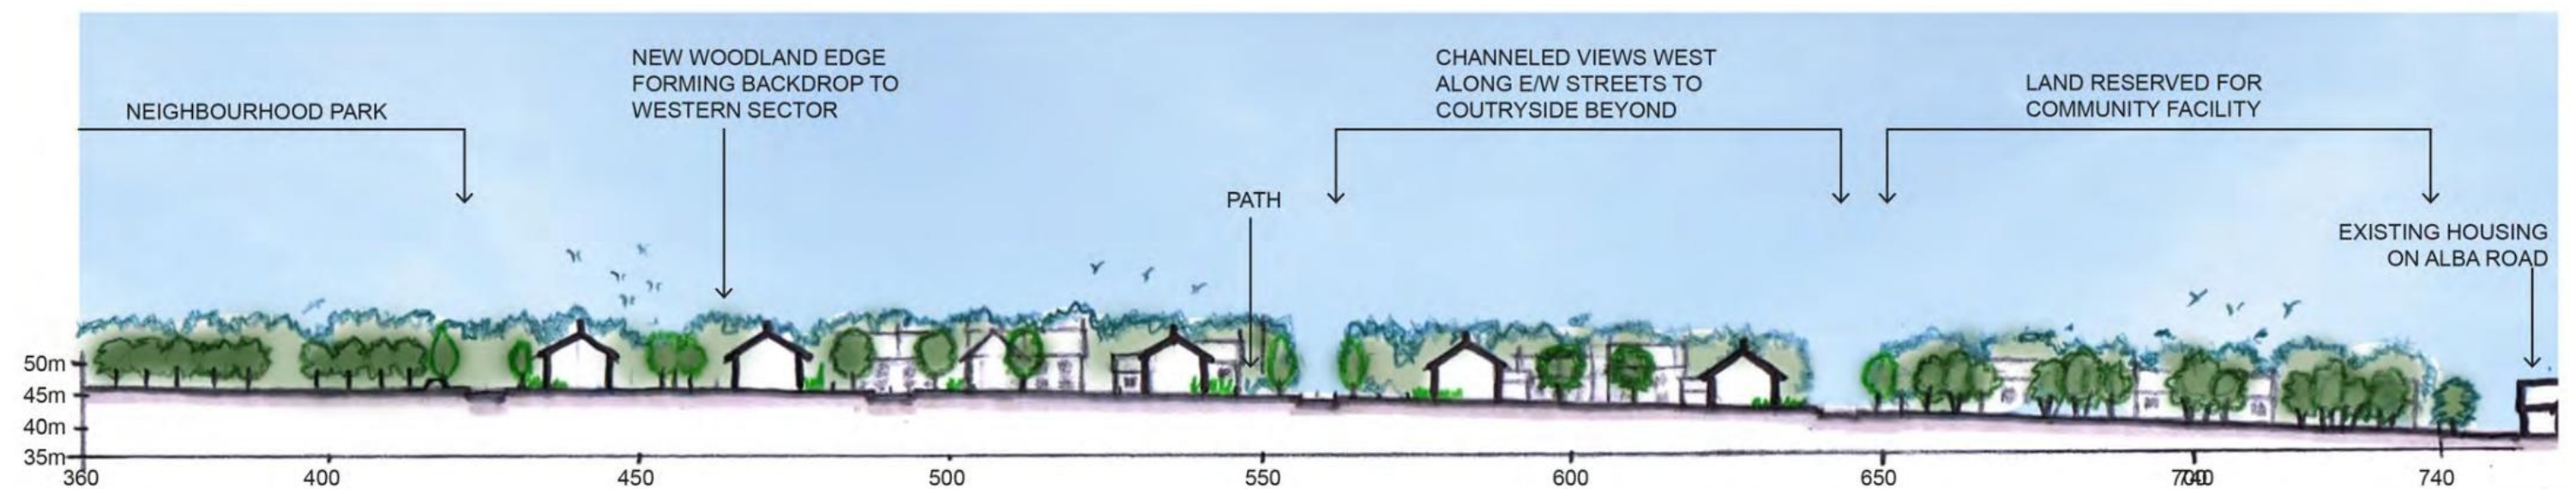 NEW WOODLAND EDGE
FORMING BACKDROP TO
WESTERN SECTOR
CHANNELED VIEWS WEST
ALONG E/W STREETS TO
COUTRYSIDE BEYOND
LAND RESERVED FOR
COMMUNITY FACILITY
NEIGHBOURHOOD PARK
PATH
EXISTING HOUSING
ON ALBA ROAD
50m
45m
40m
35m
360 400 450 500 550 600 650 700 740